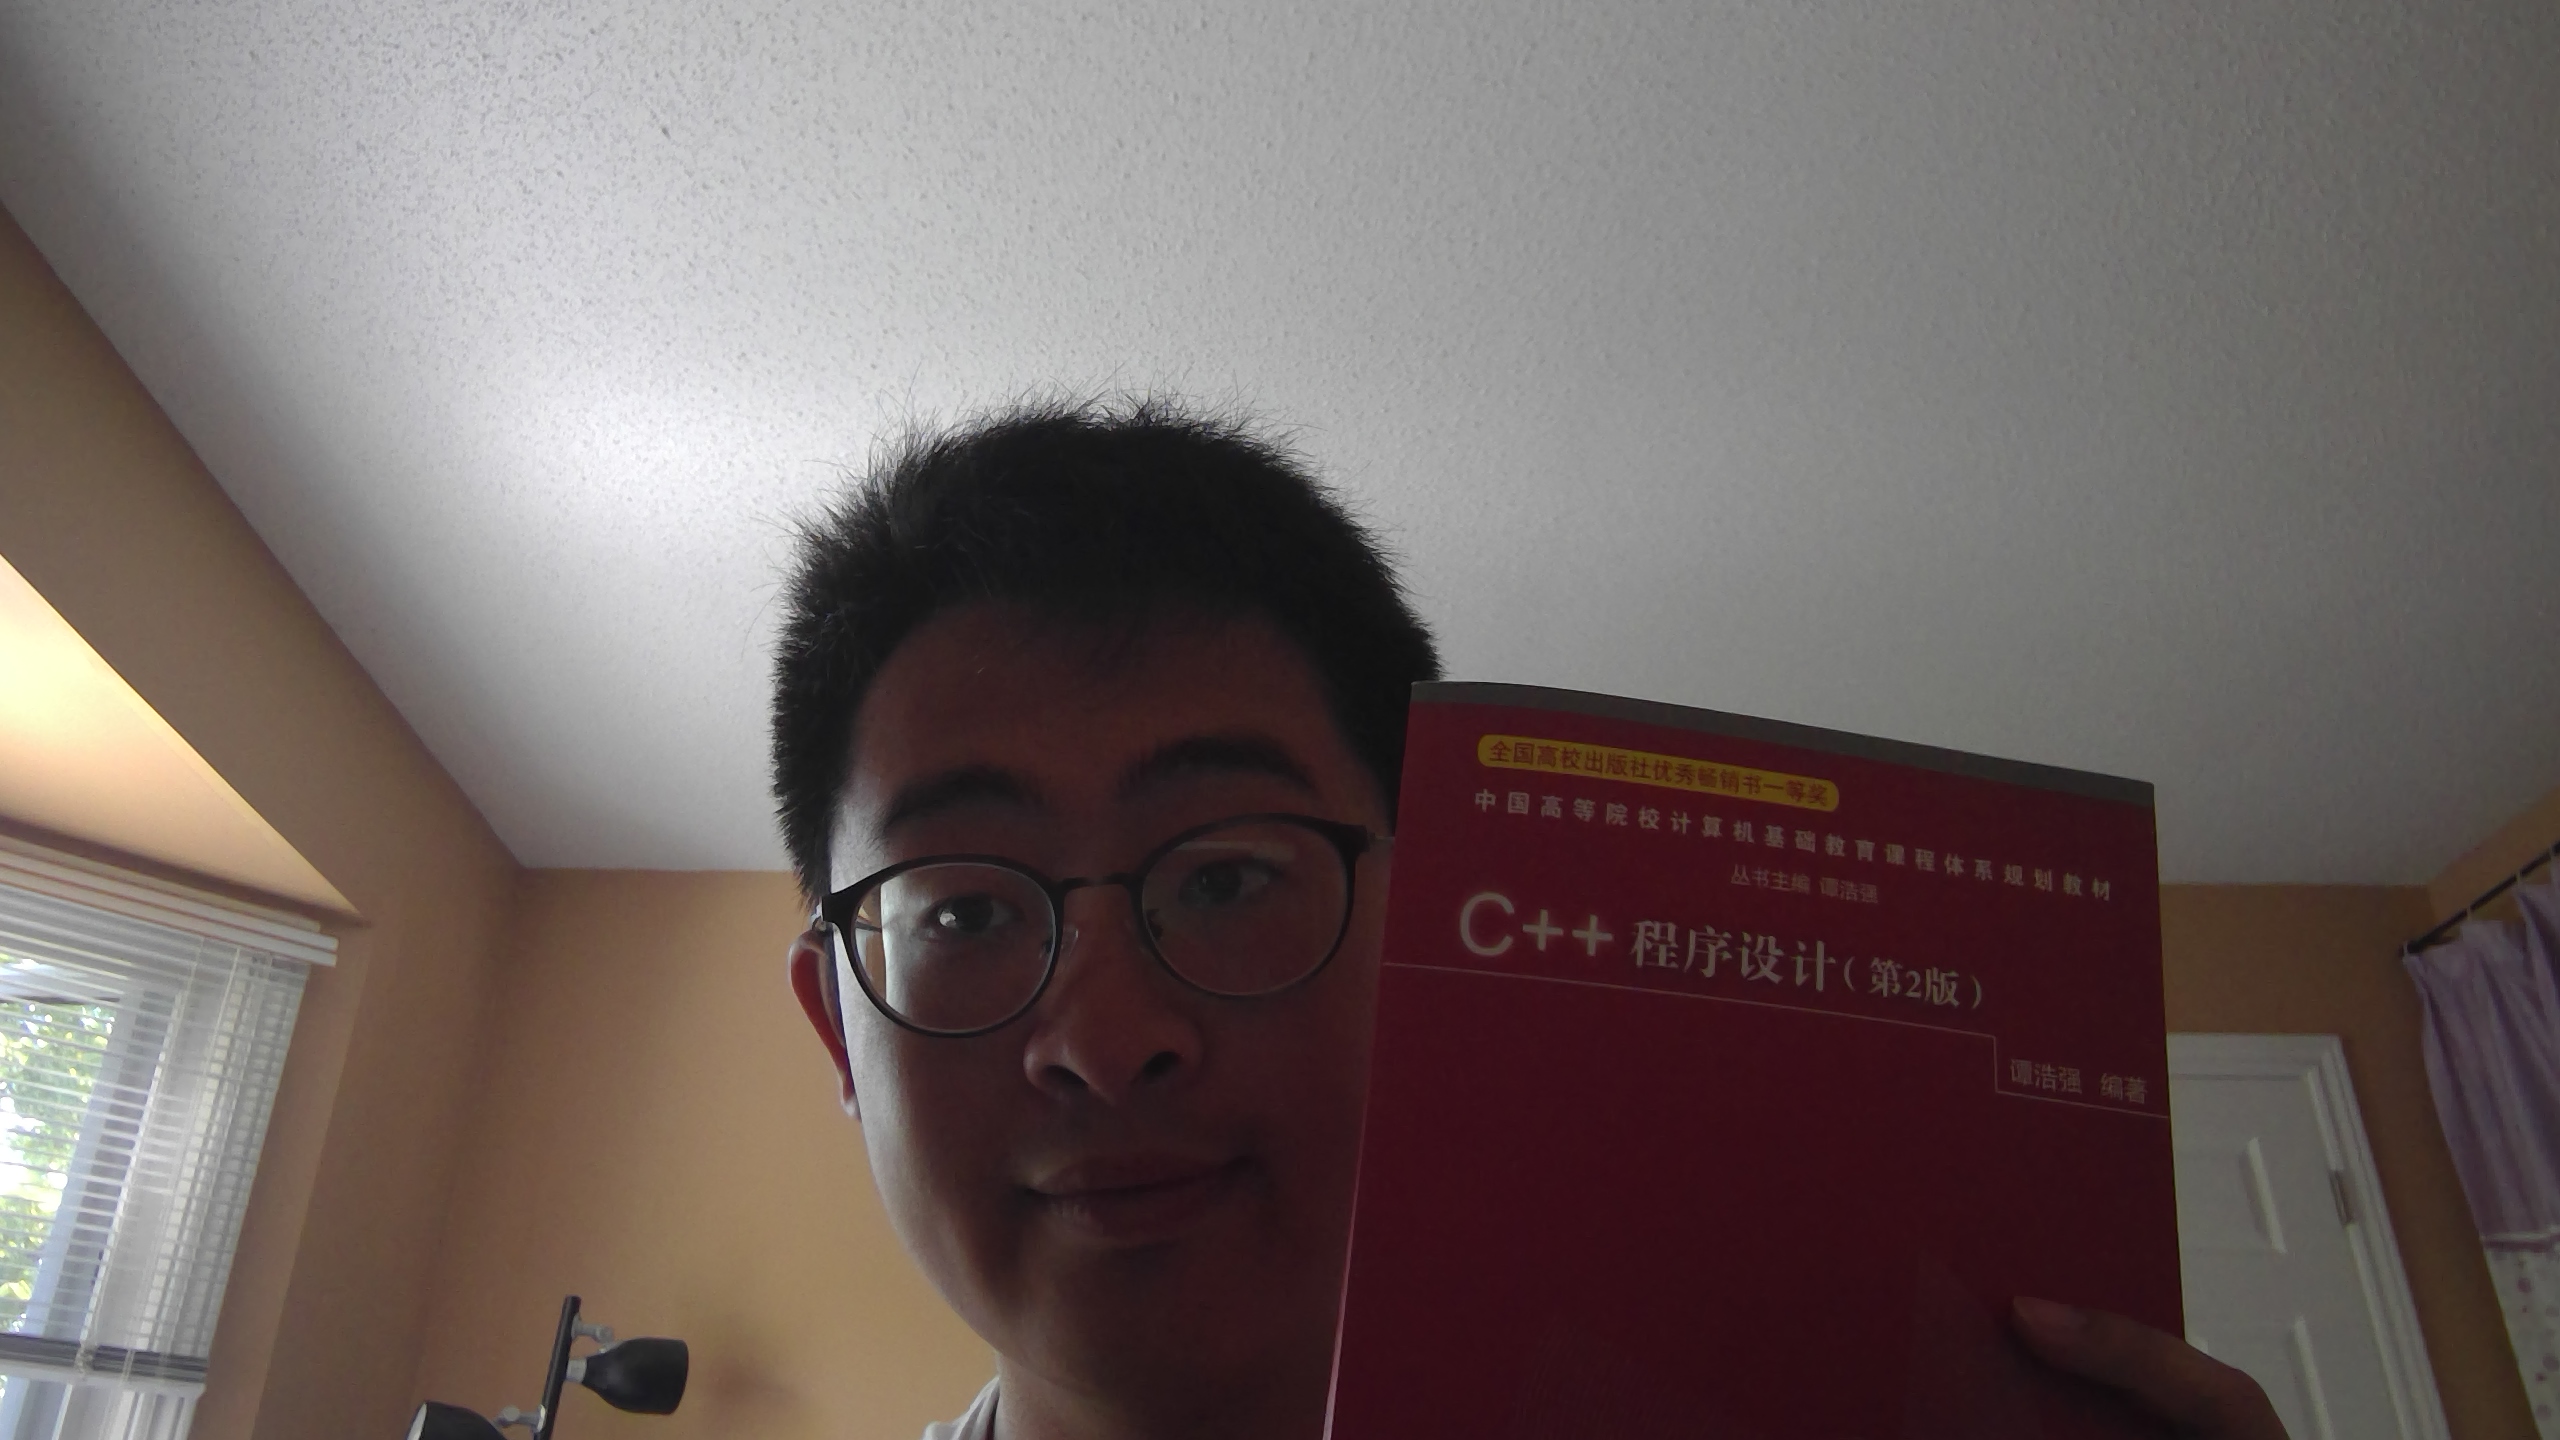 全国高校出版社优秀畅销书一等奖
中国高等院校计算机基础教育课程体系规划教材
丛书主编 谭浩强
C++程序设计(第2版)
谭浩强 编著